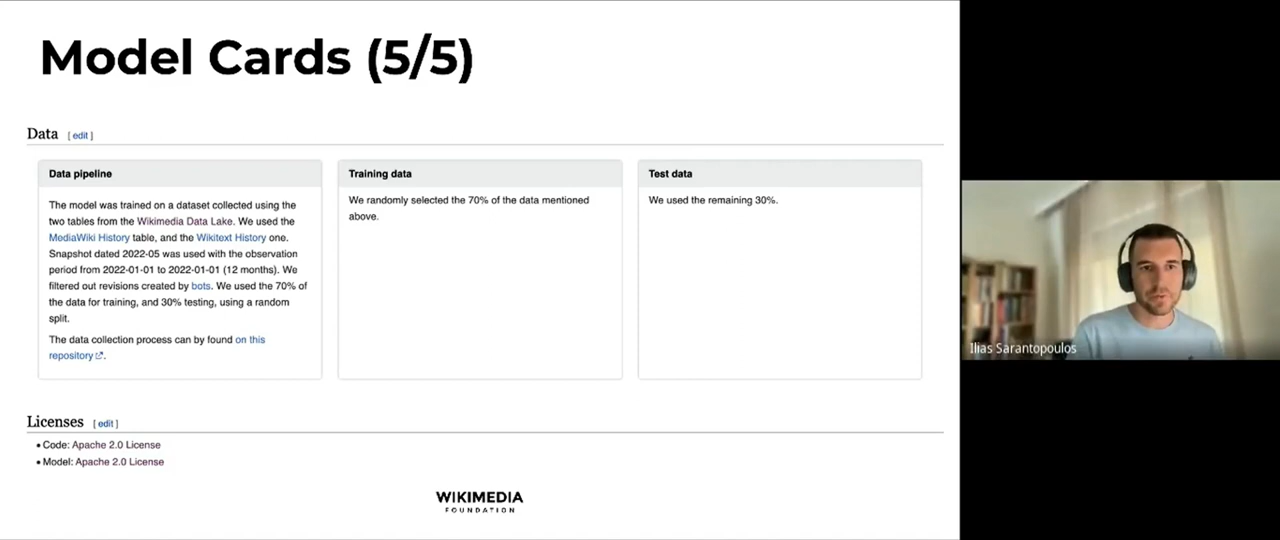 Model Cards (5/5)
Data [ edit ]
Data pipeline
The model was trained on a dataset collected using the
two tables from the Wikimedia Data Lake. We used the
MediaWiki History table, and the Wikitext History one.
Snapshot dated 2022-05 was used with the observation
period from 2022-01-01 to 2022-01-01 (12 months). We
filtered out revisions created by bots. We used the 70% of
the data for training, and 30% testing, using a random
split.
The data collection process can by found on this
repository.
Training data
We randomly selected the 70% of the data mentioned
above.
Test data
We used the remaining 30%.
Licenses [ edit ]
• Code: Apache 2.0 License
• Model: Apache 2.0 License
WIKIMEDIA
FOUNDATION
Ilias Sarantopoulos